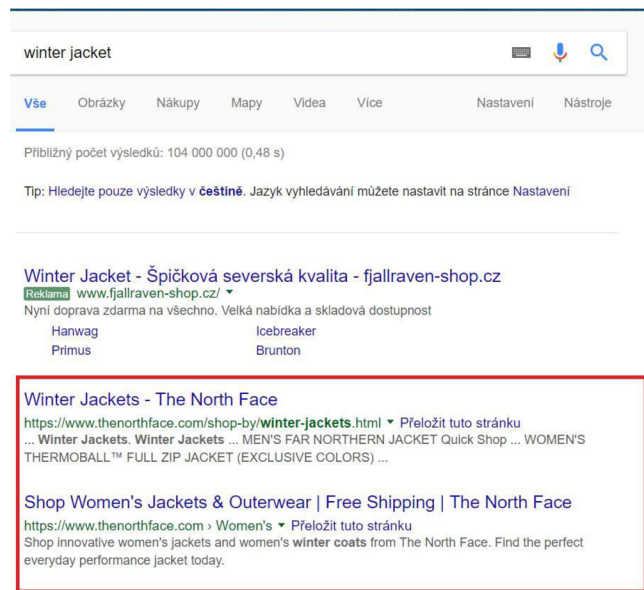 winter jacket
Vše Obrázky Nákupy Mapy Videa Více Nastavení Nástroje
Přibližný počet výsledků: 104 000 000 (0,48 s)
Tip: Hledejte pouze výsledky v češtině. Jazyk vyhledávání můžete nastavit na stránce Nastavení
Winter Jacket - Špičková severská kvalita - fjallraven-shop.cz
Reklama www.fjallraven-shop.cz/
Nyní doprava zdarma na všechno. Velká nabídka a skladová dostupnost
Hanwag Icebreaker
Primus Brunton
Winter Jackets - The North Face
https://www.thenorthface.com/shop-by/winter-jackets.html Přeložit tuto stránku
... Winter Jackets. Winter Jackets ... MEN'S FAR NORTHERN JACKET Quick Shop ... WOMEN'S
THERMOBALL™ FULL ZIP JACKET (EXCLUSIVE COLORS) ...
Shop Women's Jackets & Outerwear | Free Shipping | The North Face
https://www.thenorthface.com › Women's Přeložit tuto stránku
Shop innovative women's jackets and women's winter coats from The North Face. Find the perfect
everyday performance jacket today.